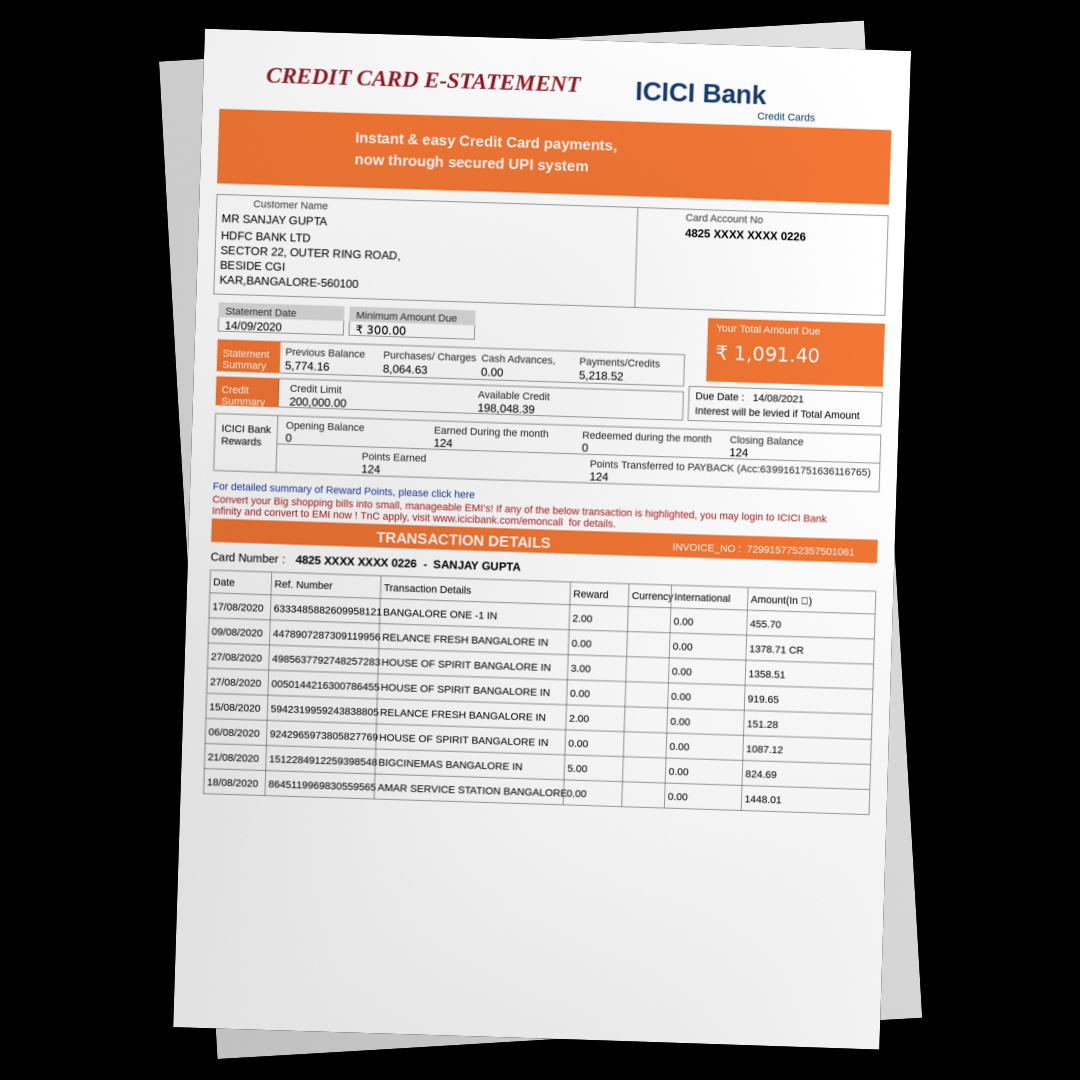 CREDIT CARD E-STATEMENT
ICICI Bank
Credit Cards
Instant & easy Credit Card payments,
now through secured UPI system
Customer Name
MR SANJAY GUPTA
HDFC BANK LTD
SECTOR 22, OUTER RING ROAD,
BESIDE CGI
KAR,BANGALORE-560100
Card Account No
4825 XXXX XXXX 0226
Statement Date
14/09/2020
Minimum Amount Due
₹ 300.00
Your Total Amount Due
₹ 1,091.40
Statement
Summary
Previous Balance Purchases/ Charges Cash Advances, Payments/Credits
5,774.16 8,064.63 0.00 5,218.52
Credit
Summary
Credit Limit Available Credit
200,000.00 198,048.39
Due Date : 14/08/2021
Interest will be levied if Total Amount
ICICI Bank
Rewards
Opening Balance Earned During the month Redeemed during the month Closing Balance
0 124 0 124
Points Earned Points Transferred to PAYBACK (Acc:6399161751636116765)
124 124
For detailed summary of Reward Points, please click here
Convert your Big shopping bills into small, manageable EMI's! If any of the below transaction is highlighted, you may login to ICICI Bank
Infinity and convert to EMI now ! TnC apply, visit www.icicibank.com/emoncall for details.
TRANSACTION DETAILS INVOICE_NO : 7299157752357501061
Card Number : 4825 XXXX XXXX 0226 - SANJAY GUPTA
Date Ref. Number Transaction Details Reward Currency International Amount(In □)
17/08/2020 6333485882609958121 BANGALORE ONE -1 IN 2.00 0.00 455.70
09/08/2020 4478907287309119956 RELANCE FRESH BANGALORE IN 0.00 0.00 1378.71 CR
27/08/2020 4985637792748257283 HOUSE OF SPIRIT BANGALORE IN 3.00 0.00 1358.51
27/08/2020 0050144216300786455 HOUSE OF SPIRIT BANGALORE IN 0.00 0.00 919.65
15/08/2020 5942319959243838805 RELANCE FRESH BANGALORE IN 2.00 0.00 151.28
06/08/2020 9242965973805827769 HOUSE OF SPIRIT BANGALORE IN 0.00 0.00 1087.12
21/08/2020 1512284912259398548 BIGCINEMAS BANGALORE IN 5.00 0.00 824.69
18/08/2020 8645119969830559565 AMAR SERVICE STATION BANGALORE 0.00 0.00 1448.01